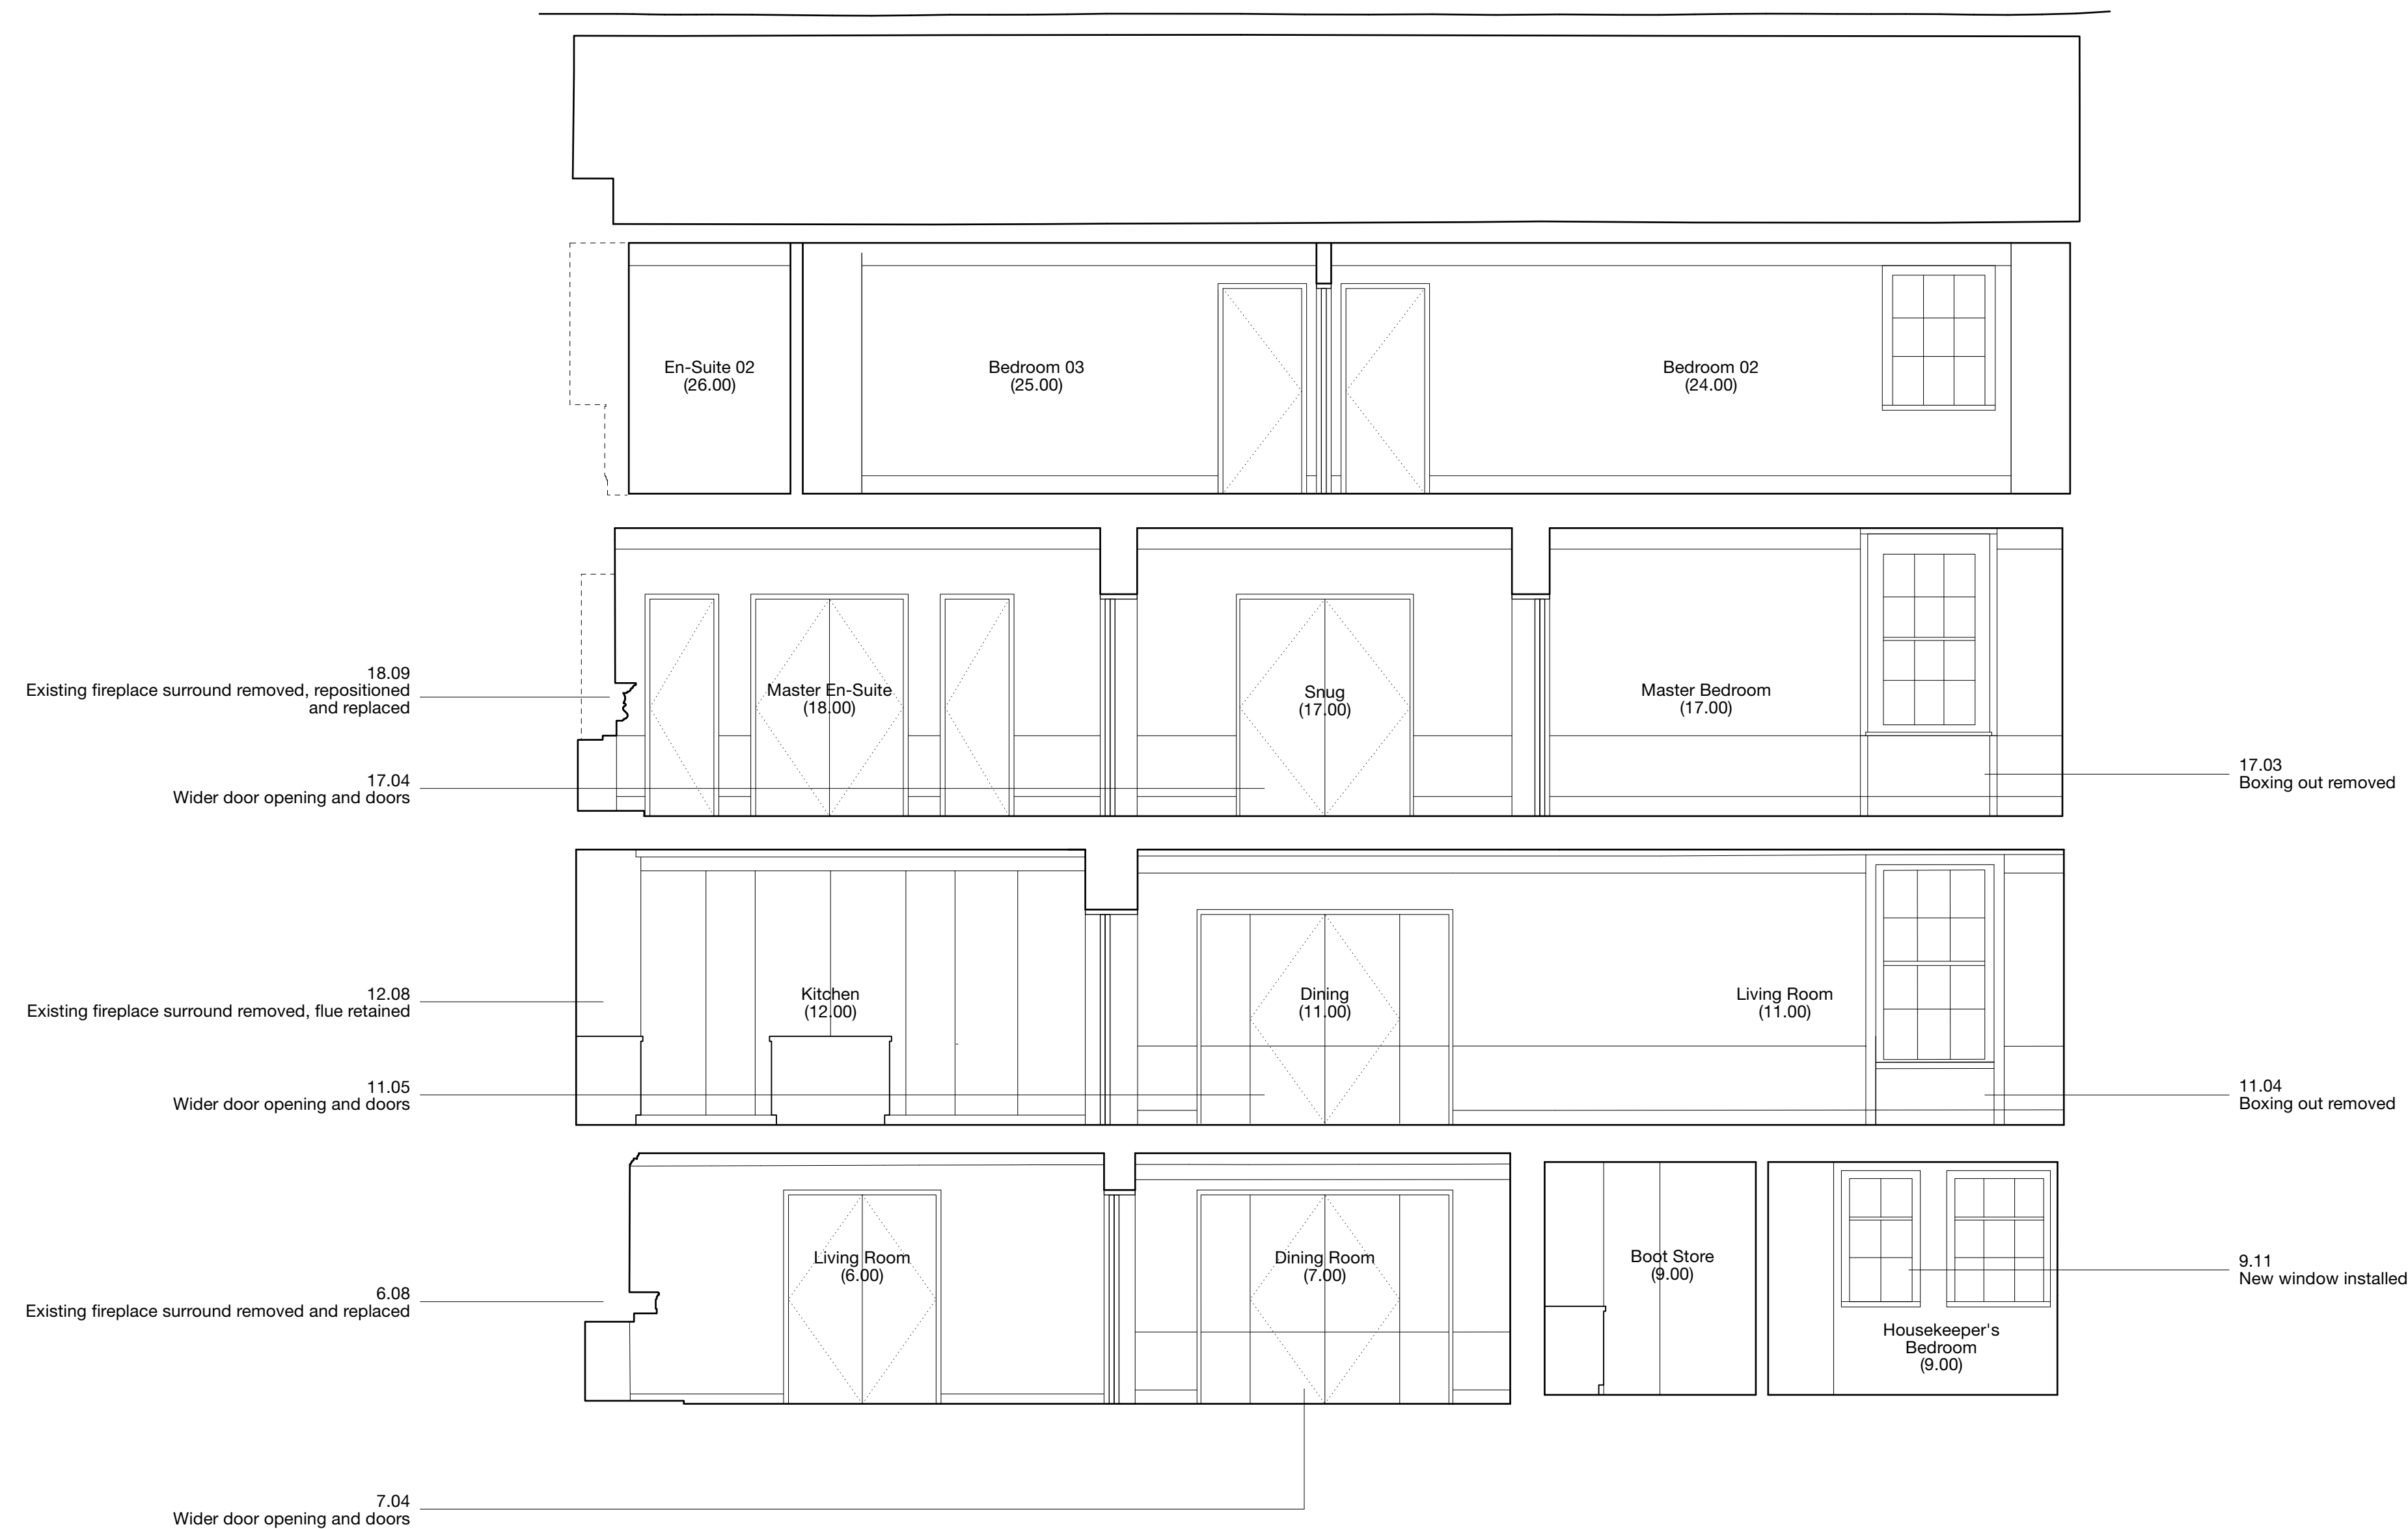 En-Suite 02
(26.00)
Bedroom 03
(25.00)
Bedroom 02
(24.00)
18.09
Existing fireplace surround removed, repositioned
and replaced
Master En-Suite
(18.00)
Snug
(17.00)
Master Bedroom
(17.00)
17.04
Wider door opening and doors
17.03
Boxing out removed
12.08
Existing fireplace surround removed, flue retained
Kitchen
(12.00)
Dining
(11.00)
Living Room
(11.00)
11.05
Wider door opening and doors
11.04
Boxing out removed
6.08
Existing fireplace surround removed and replaced
Living Room
(6.00)
Dining Room
(7.00)
Boot Store
(9.00)
9.11
New window installed
Housekeeper's
Bedroom
(9.00)
7.04
Wider door opening and doors